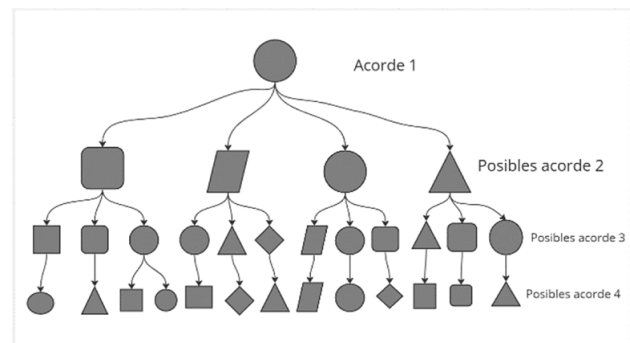 Acorde 1
Posibles acorde 2
Posibles acorde 3
Posibles acorde 4